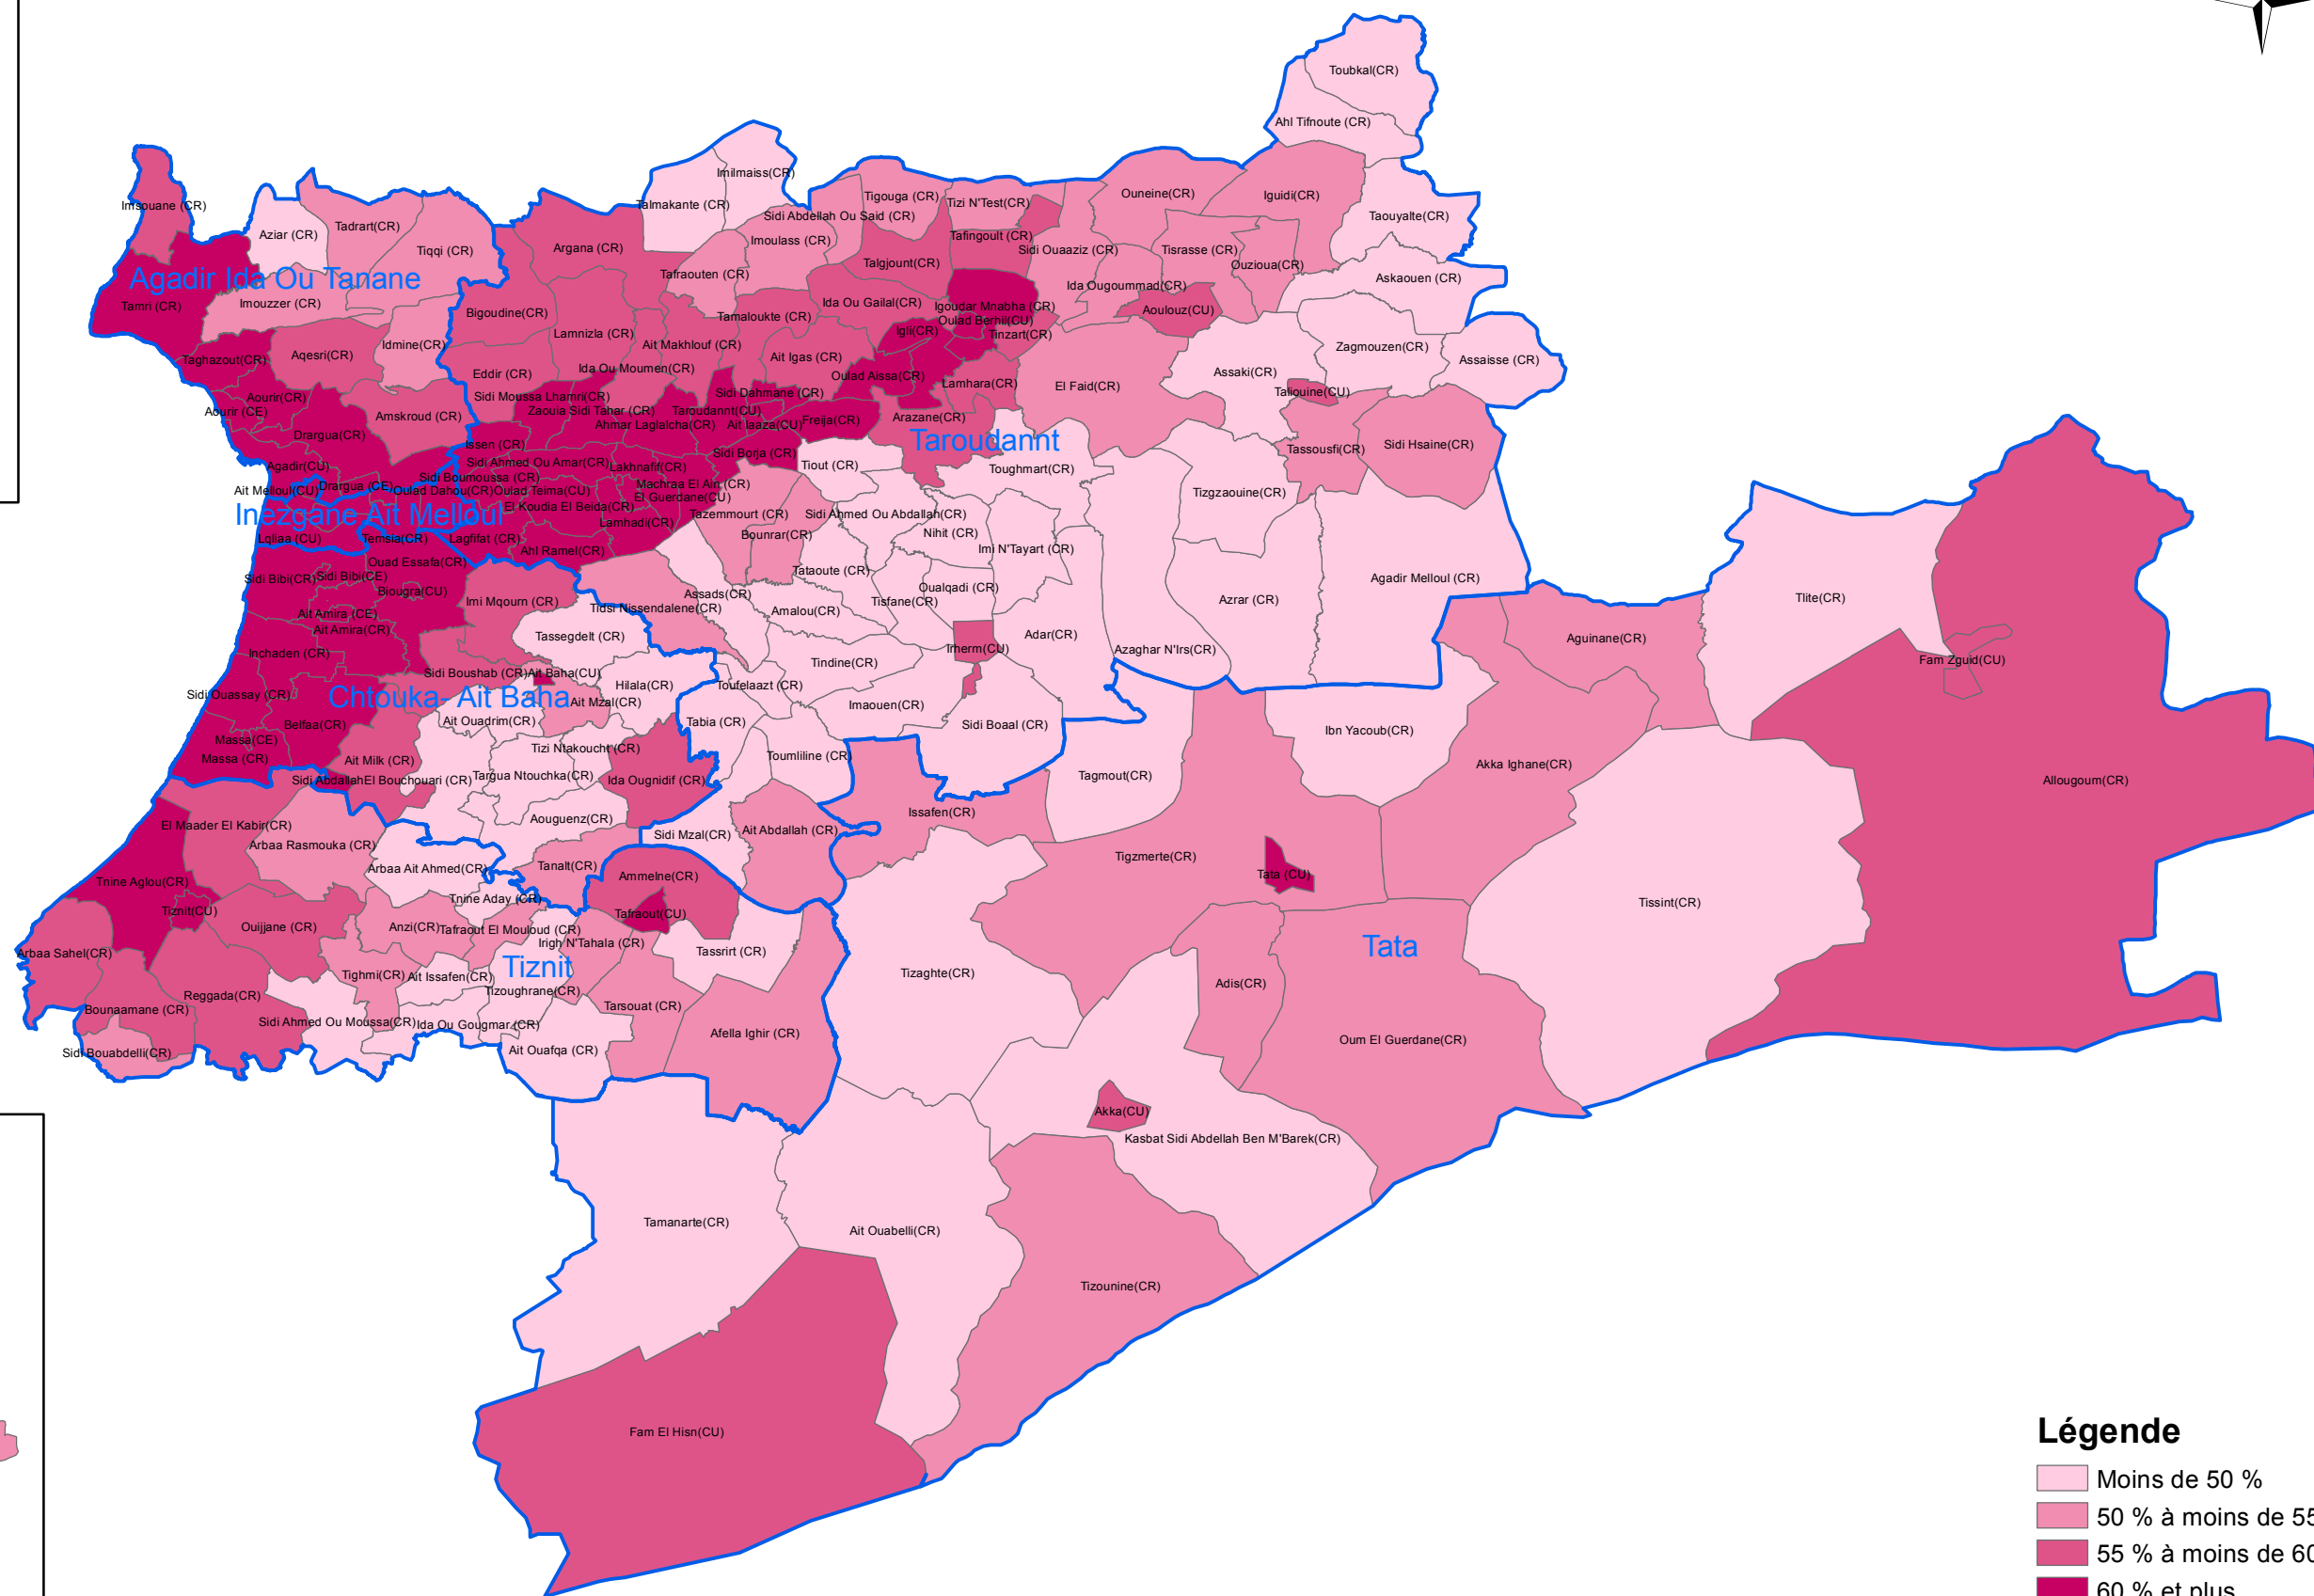 Toubkal(CR)
Ahl Tifnoute (CR)
Imilmaiss(CR)
Talmakante (CR)
Imsouane (CR)
Aziar (CR)
Tadrart(CR)
Tiqqi (CR)
Argana (CR)
Tigouga (CR)
Sidi Abdellah Ou Said (CR)
Tizi N'Test(CR)
Ouneine(CR)
Iguidi(CR)
Taouyalte(CR)
Imoulass (CR)
Tafingoult (CR)
Sidi Ouaaziz (CR)
Tisrasse (CR)
Talgjount(CR)
Ouzioua(CR)
Askaouen (CR)
Tafraouten (CR)
Agadir Ida Ou Tanane
Ida Ougoummad(CR)
Tamri (CR)
Imouzzer (CR)
Bigoudine(CR)
Ida Ou Gailal(CR)
Igoudar Mnabha (CR)
Aoulouz(CU)
Tamaloukte (CR)
Oulad Berhil(CU)
Lamnizla (CR)
Igli(CR)
Tinzart(CR)
Idmine(CR)
Ait Makhlouf (CR)
Zagmouzen(CR)
Taghazout(CR)
Aqesri(CR)
Ait Igas (CR)
Assaisse (CR)
Eddir (CR)
Ida Ou Moumen(CR)
Oulad Aissa(CR)
Lamhara(CR)
El Faid(CR)
Assaki(CR)
Aourir(CR)
Sidi Moussa Lhamri(CR)
Sidi Dahmane (CR)
Taliouine(CU)
Aourir (CE)
Amskroud (CR)
Zaouia Sidi Tahar (CR)
Taroudannt(CU)
Ahmar Laglalcha(CR)
Ait Iaaza(CU)
Freija(CR)
Arazane(CR)
Drargua(CR)
Issen (CR)
Taroudannt
Tassousfi(CR)
Sidi Hsaine(CR)
Sidi Borja (CR)
Agadir(CU)
Sidi Ahmed Ou Amar(CR)
Lakhnafif(CR)
Tiout (CR)
Toughmart(CR)
Sidi Boumoussa (CR)
Machraa El Ain (CR)
Ait Melloul(CU)
Drargua (CE)
Oulad Dahou(CR)
Oulad Teima(CU)
El Guerdane(CU)
Tizgzaouine(CR)
Inezgane Ait Melloul
El Koudia El Beida(CR)
Tazemmourt (CR)
Sidi Ahmed Ou Abdallah(CR)
Lamhadi(CR)
Lqliaa (CU)
Temsia(CR)
Lagfifat (CR)
Bounrar(CR)
Nihit (CR)
Imi N'Tayart (CR)
Ahl Ramel(CR)
Ouad Essafa(CR)
Sidi Bibi(CR)
Sidi Bibi(CE)
Tataoute (CR)
Agadir Melloul (CR)
Biougra(CU)
Assads(CR)
Oualqadi (CR)
Imi Mqourn (CR)
Tidsi Nissendalene(CR)
Tisfane(CR)
Azrar (CR)
Tlite(CR)
Ait Amira (CE)
Amalou(CR)
Ait Amira(CR)
Tassegdelt (CR)
Adar(CR)
Aguinane(CR)
Inchaden (CR)
Irherm(CU)
Azaghar N'Irs(CR)
Fam Zguid(CU)
Tindine(CR)
Sidi Boushab (CR)
Ait Baha(CU)
Hilala(CR)
Toufelaazt (CR)
Sidi Ouassay (CR)
Chtouka- Ait Baha
Ait Mzal(CR)
Imaouen(CR)
Belfaa(CR)
Ait Ouadrim(CR)
Tabia (CR)
Sidi Boaal (CR)
Ibn Yacoub(CR)
Massa(CE)
Tizi Ntakoucht (CR)
Massa (CR)
Ait Milk (CR)
Toumliline (CR)
Akka Ighane(CR)
Sidi AbdallahEl Bouchouari (CR)
Targua Ntouchka(CR)
Ida Ougnidif (CR)
Tagmout(CR)
Allougoum(CR)
Issafen(CR)
El Maader El Kabir(CR)
Aouguenz(CR)
Sidi Mzal(CR)
Ait Abdallah (CR)
Arbaa Rasmouka (CR)
Tigzmerte(CR)
Arbaa Ait Ahmed(CR)
Tanalt(CR)
Ammelne(CR)
Tata (CU)
Tnine Aglou(CR)
Tnine Aday (CR)
Tissint(CR)
Tiznit(CU)
Tafraout(CU)
Ouijjane (CR)
Anzi(CR)
Tafraout El Mouloud (CR)
Irigh N'Tahala (CR)
Tata
Arbaa Sahel(CR)
Tassrirt (CR)
Tiznit
Tighmi(CR)
Ait Issafen(CR)
Tizaghte(CR)
Adis(CR)
Reggada(CR)
Tizoughrane(CR)
Tarsouat (CR)
Bounaamane (CR)
Sidi Ahmed Ou Moussa(CR)
Ida Ou Gougmar (CR)
Afella Ighir (CR)
Oum El Guerdane(CR)
Sidi Bouabdelli(CR)
Ait Ouafqa (CR)
Akka(CU)
Kasbat Sidi Abdellah Ben M'Barek(CR)
Tamanarte(CR)
Ait Ouabelli(CR)
Tizounine(CR)
Fam El Hisn(CU)
Légende
Moins de 50 %
50 % à moins de 55
55 % à moins de 60
60 % et plus